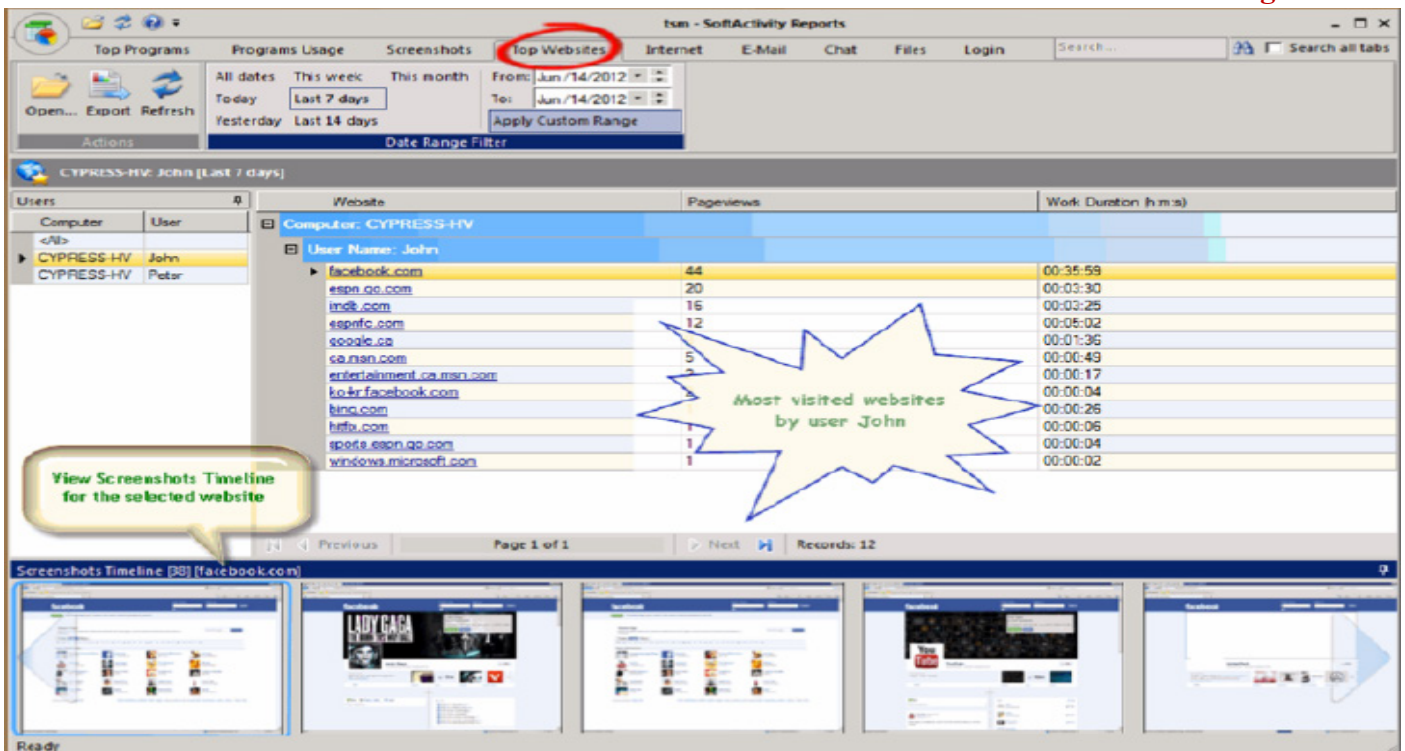 tsm - SoftActivity Reports
Top Programs Programs Usage Screenshots Top Websites Internet E-Mail Chat Files Login Search... Search all tabs
All dates This week This month From: Jun/14/2012
Today Last 7 days To: Jun/14/2012
Open... Export Refresh
Yesterday Last 14 days Apply Custom Range
Actions Date Range Filter
CYPRESS-HV: John [Last 7 days]
Users Website Pageviews Work Duration (h:m:s)
Computer User Computer: CYPRESS-HV
<All> User Name: John
CYPRESS-HV John facebook.com 44 00:35:59
CYPRESS-HV Peter espn.go.com 20 00:03:30
imdb.com 16 00:03:25
espnfc.com 12 00:05:02
google.ca 00:01:36
ca.msn.com 5 00:00:49
entertainment.ca.msn.com 00:00:17
ko-kr.facebook.com 00:00:04
bing.com 00:00:26
00:00:06
sports.espn.go.com 1 00:00:04
windows.microsoft.com 1 00:00:02
Most visited websites
by user John
View Screenshots Timeline
for the selected website
Previous Page 1 of 1 Next Records: 12
Screenshots Timeline [38] [facebook.com]
facebook facebook facebook facebook facebook
LADY GAGA
You
Tube
Ready